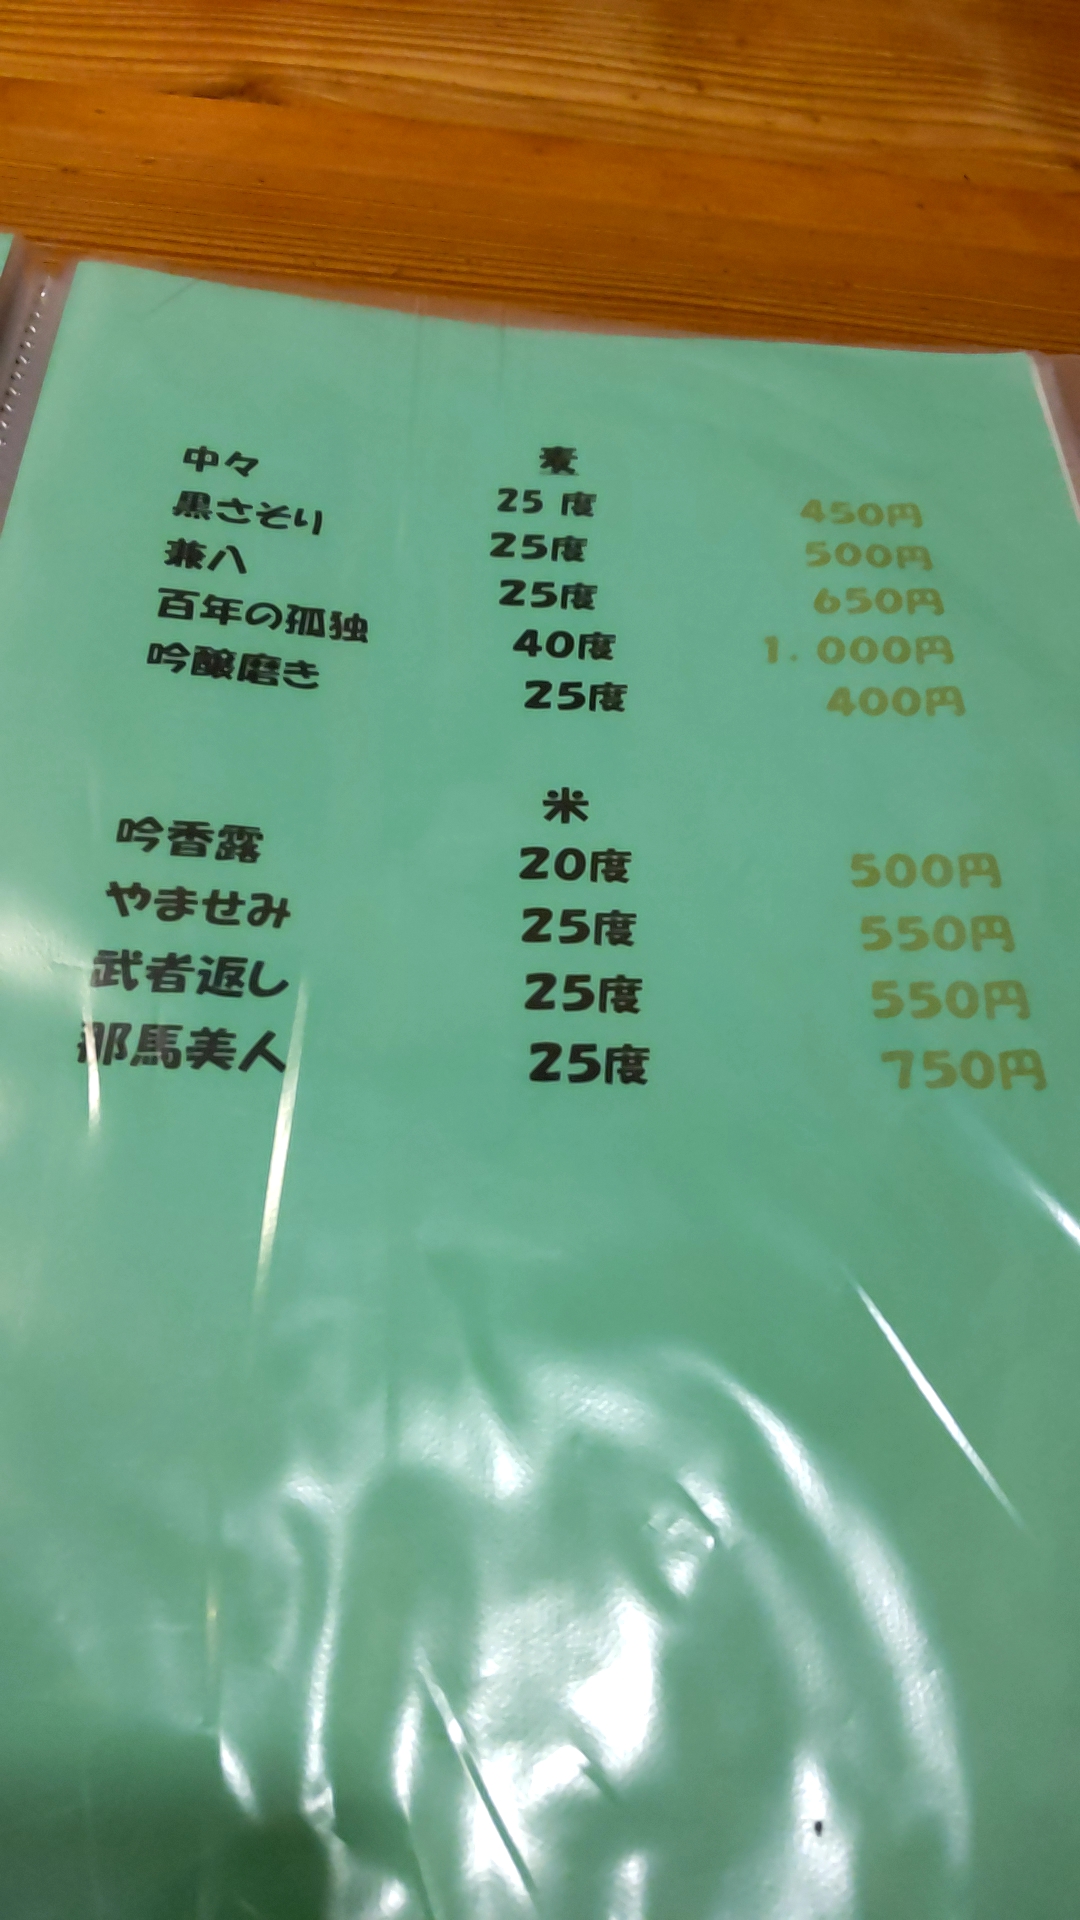 麦
中々 25 度 450円
黒さそり 25度 500円
兼八 25度 650円
百年の孤独 40度 1.000円
吟醸磨き 25度 400円
米
吟香露 20度 500円
やませみ 25度 550円
武者返し 25度 550円
那馬美人 25度 750円